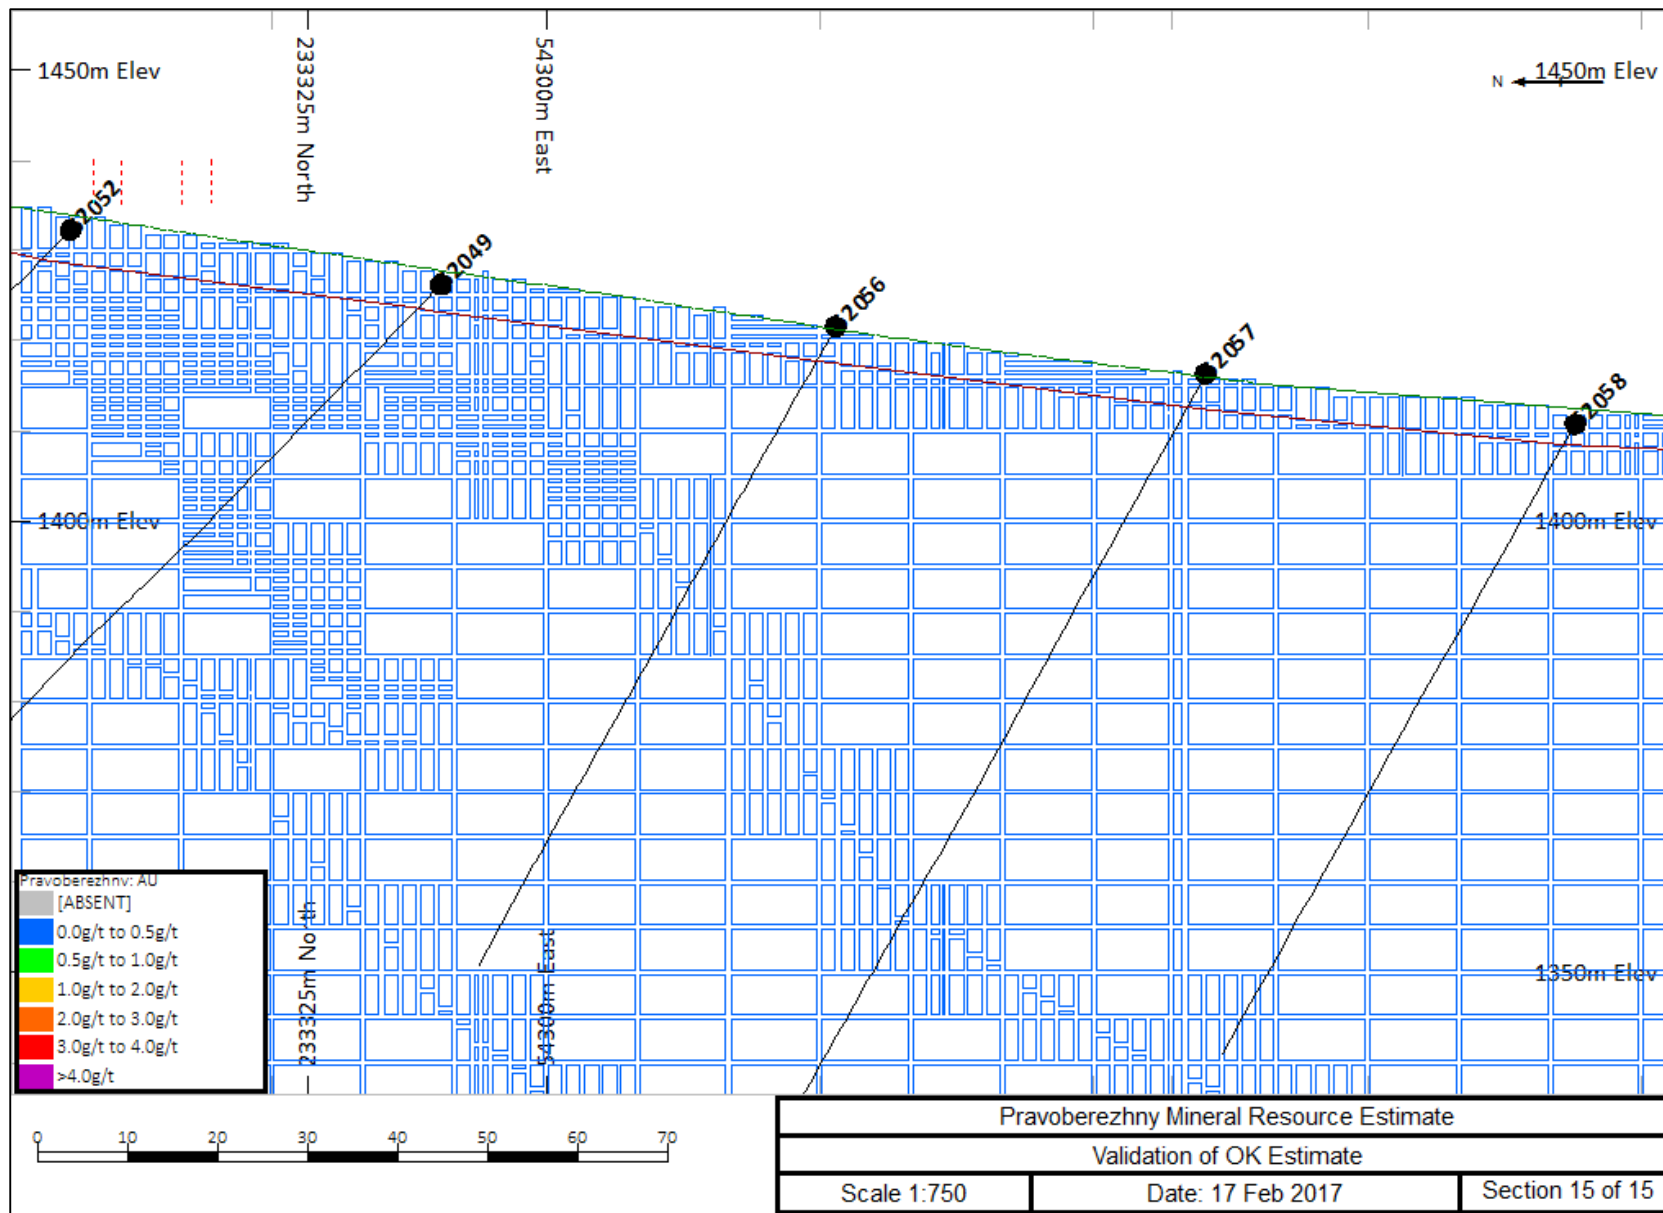 1450m Elev
233325m North
54300m East
N
1450m Elev
2052
2049
2056
2057
2058
1400m Elev
1400m Elev
Pravoberezhny: AU
[ABSENT]
0.0g/t to 0.5g/t
0.5g/t to 1.0g/t
1.0g/t to 2.0g/t
2.0g/t to 3.0g/t
3.0g/t to 4.0g/t
>4.0g/t
233325m North
54300m East
1350m Elev
0 10 20 30 40 50 60 70
Pravoberezhny Mineral Resource Estimate
Validation of OK Estimate
Scale 1:750 Date: 17 Feb 2017 Section 15 of 15